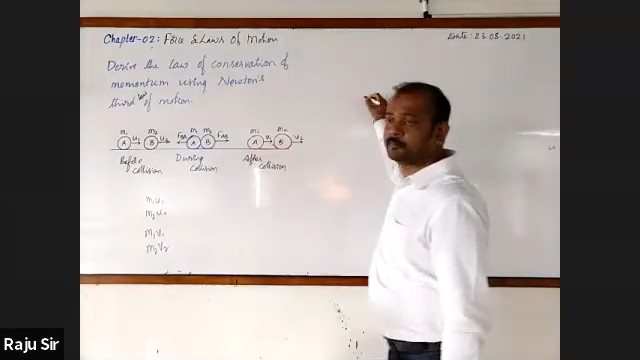 Chapter-02: Force & Laws of Motion
Date: 23.08.2021
Derive the law of conservation of
momentum using Newton's
third law of motion.
m₁ m₂ m₁ m₂ m₁ m₂
A u₁ B u₂ F_BA A B F_AB A v₁ B v₂
Before collision During collision After collision
m₁u₁
m₂u₂
m₁v₁
m₂v₂
Raju Sir